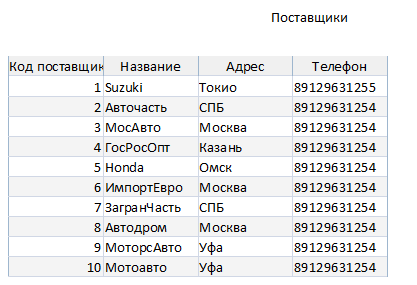 Поставщики
Код поставщик Название Адрес Телефон
1 Suzuki Токио 89129631255
2 Авточасть СПБ 89129631254
3 МосАвто Москва 89129631254
4 ГосРосОпт Казань 89129631254
5 Honda Омск 89129631254
6 ИмпортЕвро Москва 89129631254
7 ЗагранЧасть СПБ 89129631254
8 Автодром Москва 89129631254
9 МоторсАвто Уфа 89129631254
10 Мотоавто Уфа 89129631254